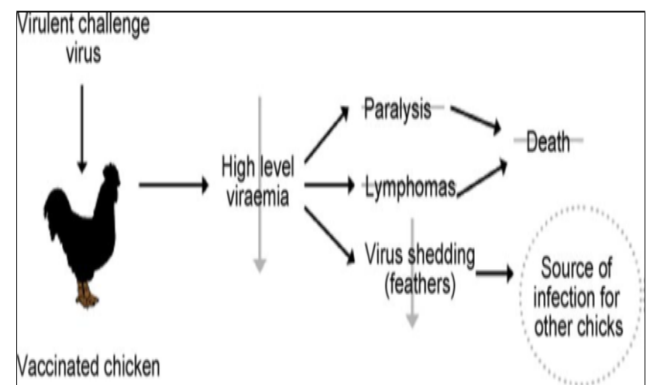 Virulent challenge
virus
Paralysis
Death
High level
viraemia
Lymphomas
Virus shedding
(feathers)
Source of
infection for
other chicks
Vaccinated chicken